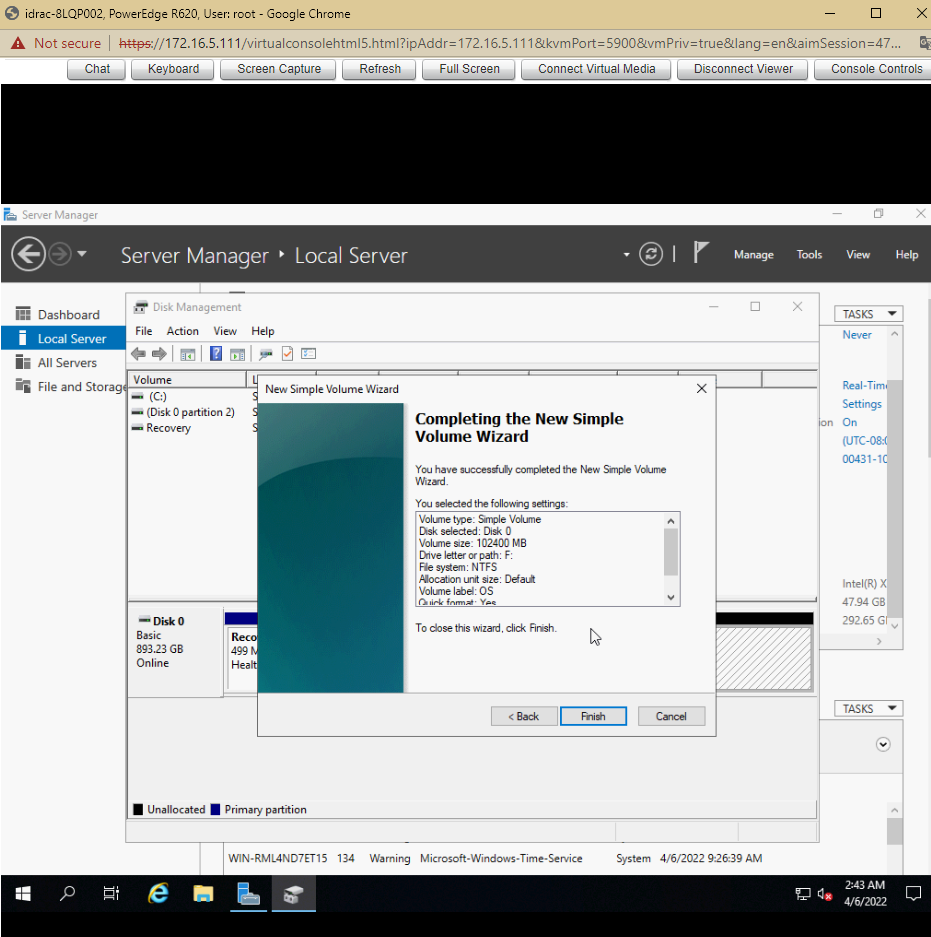 idrac-8LQP002, PowerEdge R620, User: root - Google Chrome
Not secure | https://172.16.5.111/virtualconsolehtml5.html?ipAddr=172.16.5.111&kvmPort=5900&vmPriv=true&lang=en&aimSession=47...
Chat Keyboard Screen Capture Refresh Full Screen Connect Virtual Media Disconnect Viewer Console Controls
Server Manager
Server Manager Local Server
Manage Tools View Help
Dashboard
Local Server
All Servers
File and Storag
Disk Management
File Action View Help
Volume L
(C:) S
(Disk 0 partition 2) S
Recovery S
New Simple Volume Wizard
Completing the New Simple
Volume Wizard
You have successfully completed the New Simple Volume
Wizard.
You selected the following settings:
Volume type: Simple Volume
Disk selected: Disk 0
Volume size: 102400 MB
Drive letter or path: F:
File system: NTFS
Allocation unit size: Default
Volume label: OS
Quick format: Yes
To close this wizard, click Finish.
< Back Finish Cancel
Disk 0
Basic
893.23 GB
Online
Reco
499 M
Healt
Unallocated Primary partition
TASKS
Never
Real-Time
Settings
ion On
(UTC-08:0
00431-10
Intel(R) X
47.94 GB
292.65 GB
TASKS
WIN-RML4ND7ET15 134 Warning Microsoft-Windows-Time-Service System 4/6/2022 9:26:39 AM
2:43 AM
4/6/2022